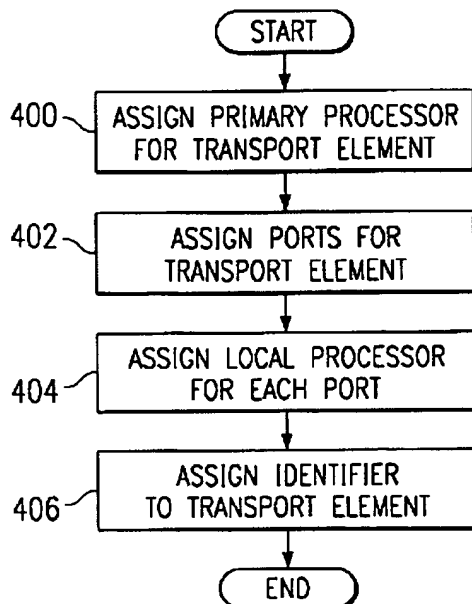 START
400
ASSIGN PRIMARY PROCESSOR
FOR TRANSPORT ELEMENT
402
ASSIGN PORTS FOR
TRANSPORT ELEMENT
404
ASSIGN LOCAL PROCESSOR
FOR EACH PORT
406
ASSIGN IDENTIFIER
TO TRANSPORT ELEMENT
END